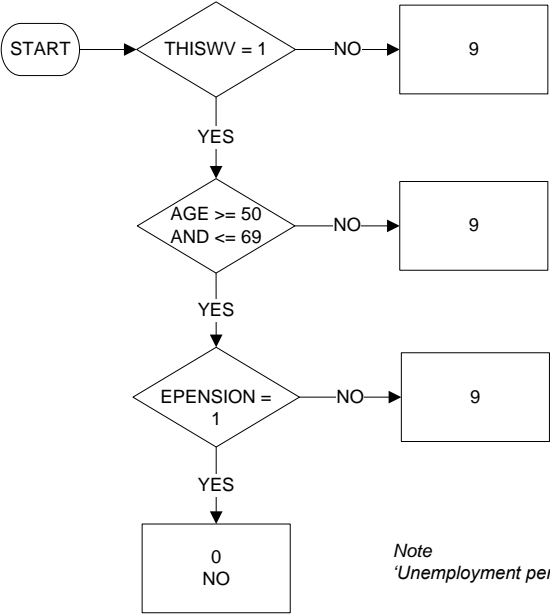 START
THISWV = 1
NO
9
YES
AGE >= 50
AND <= 69
NO
9
YES
EPENSION =
1
NO
9
YES
0
NO
Note
'Unemployment